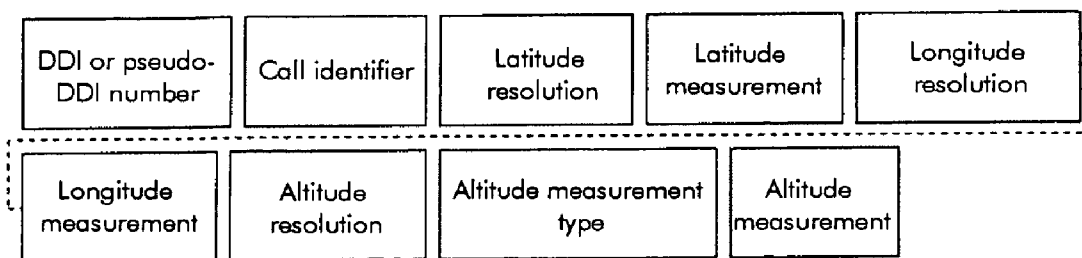 DDI or pseudo-
DDI number
Call identifier
Latitude
resolution
Latitude
measurement
Longitude
resolution
Longitude
measurement
Altitude
resolution
Altitude measurement
type
Altitude
measurement